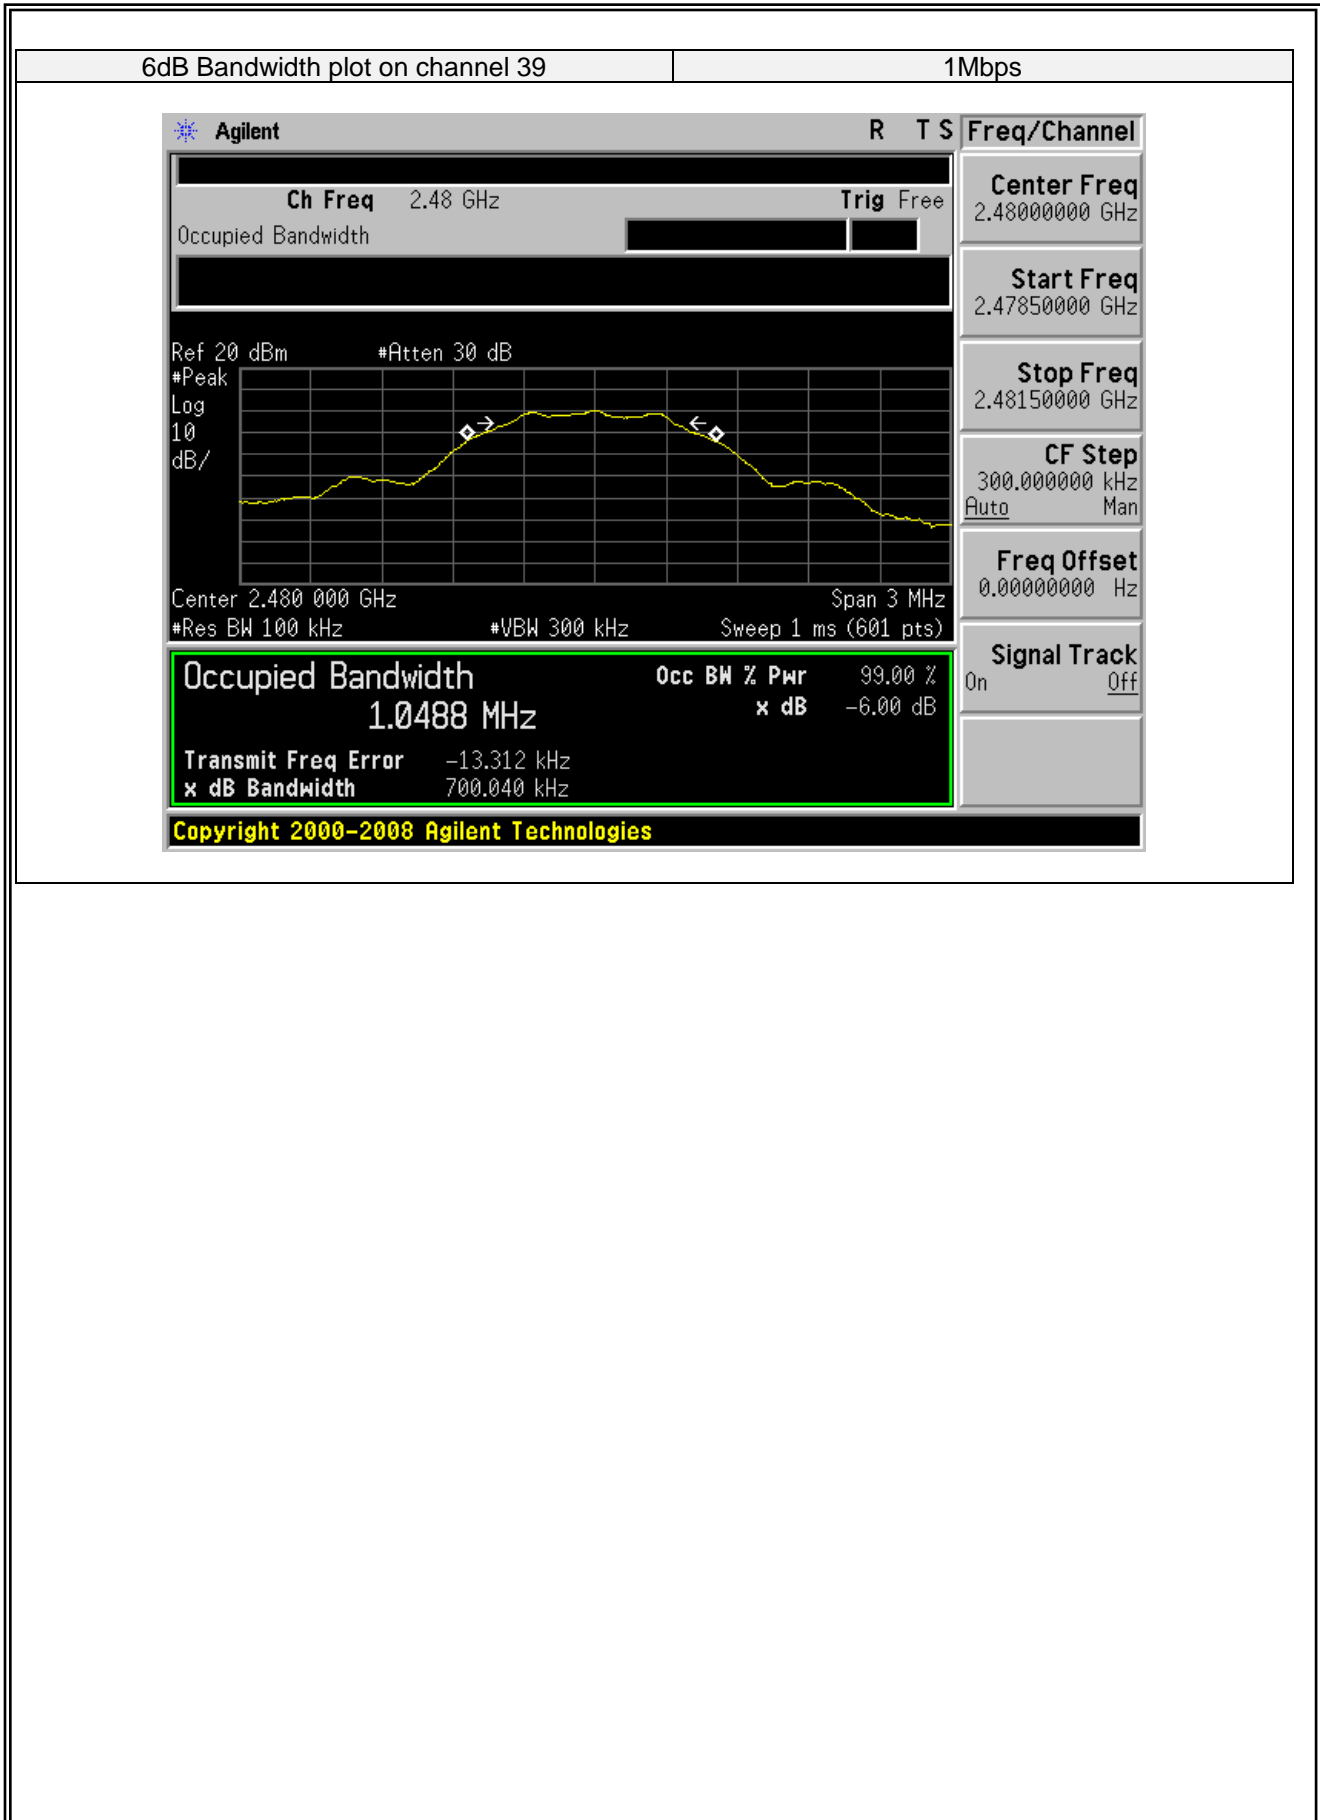 6dB Bandwidth plot on channel 39 1Mbps
Agilent R T S Freq/Channel
Ch Freq 2.48 GHz Trig Free
Occupied Bandwidth
Center Freq
2.48000000 GHz
Start Freq
2.47850000 GHz
Stop Freq
2.48150000 GHz
CF Step
300.000000 kHz
Auto Man
Freq Offset
0.00000000 Hz
Signal Track
On Off
Ref 20 dBm #Atten 30 dB
#Peak
Log
10
dB/
Center 2.480 000 GHz Span 3 MHz
#Res BW 100 kHz #VBW 300 kHz Sweep 1 ms (601 pts)
Occupied Bandwidth Occ BW % Pwr 99.00 %
1.0488 MHz x dB -6.00 dB
Transmit Freq Error -13.312 kHz
x dB Bandwidth 700.040 kHz
Copyright 2000-2008 Agilent Technologies